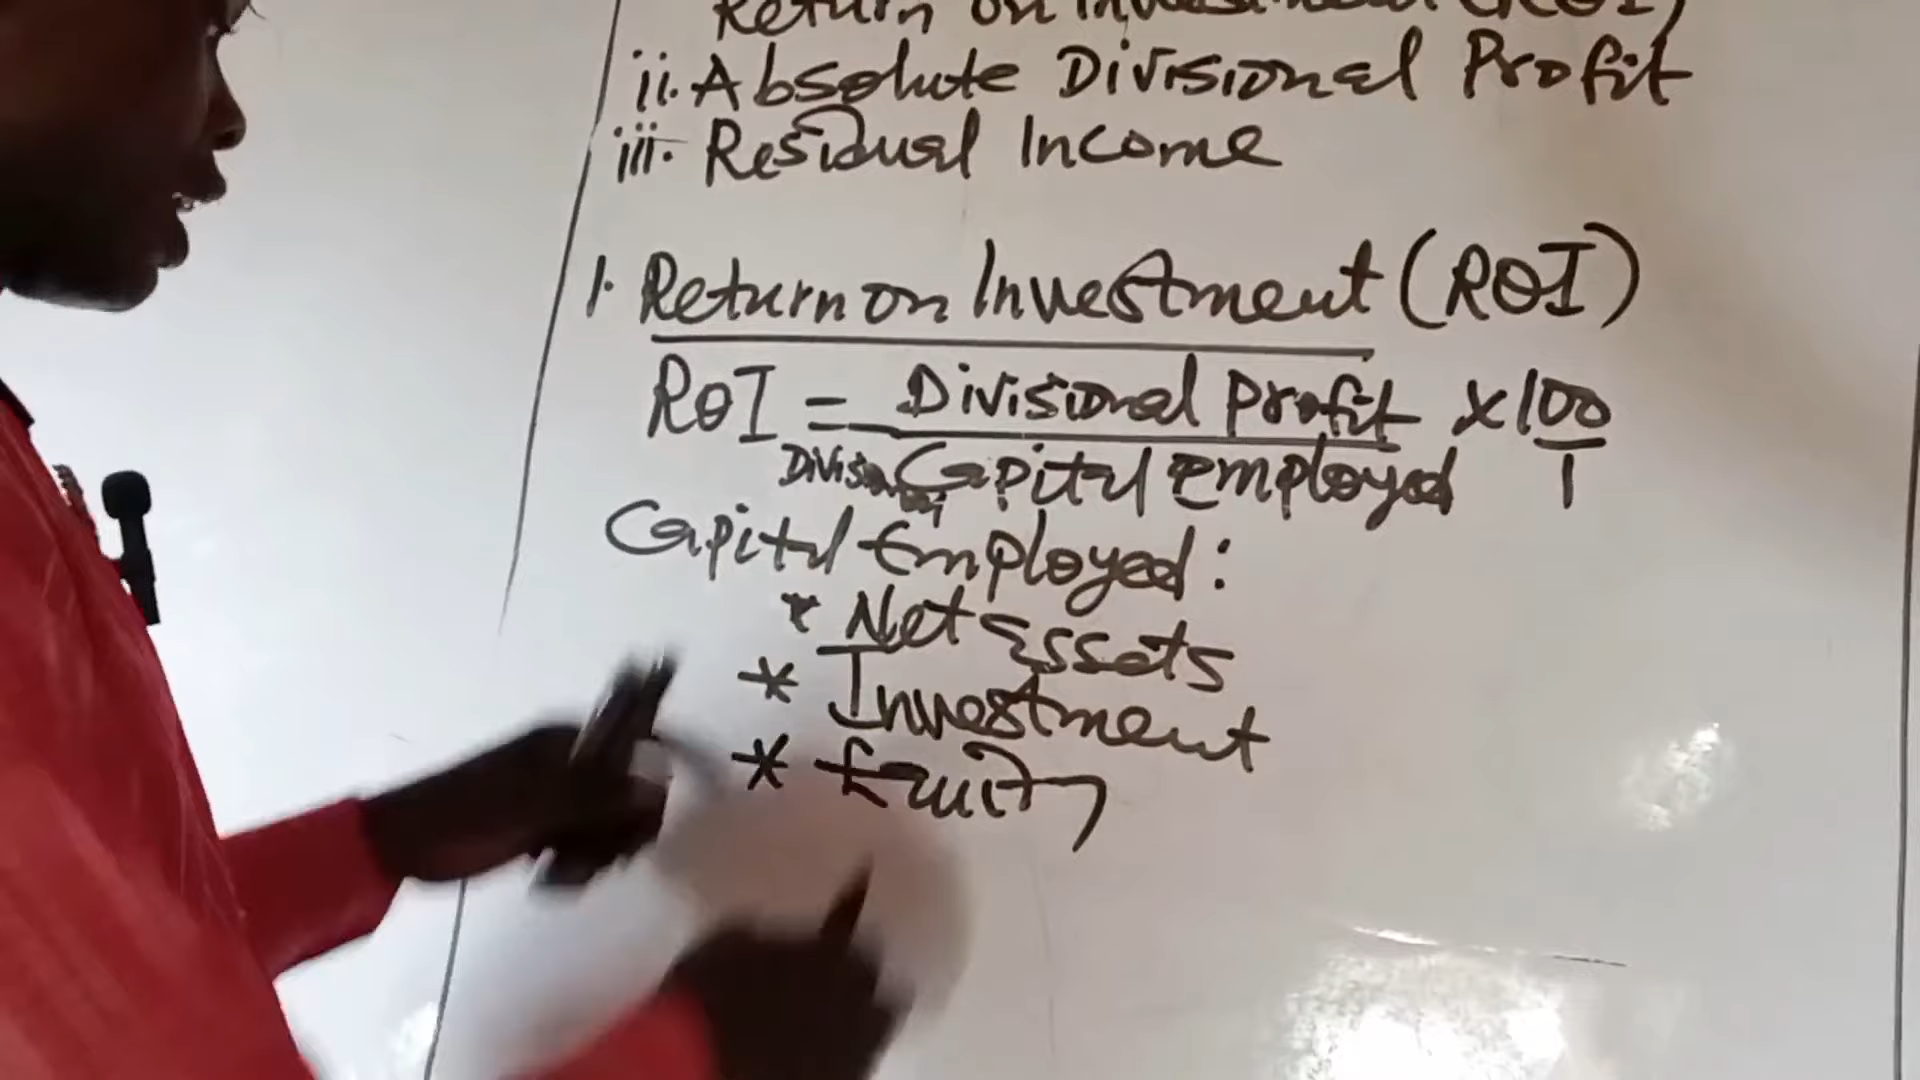 Return on Investment (ROI)
ii. Absolute Divisional Profit
iii. Residual Income
1. Return on Investment (ROI)
ROI = Divisional Profit x 100
Divisional Capital employed 1
Capital Employed:
* Net Assets
* Investment
* Equity